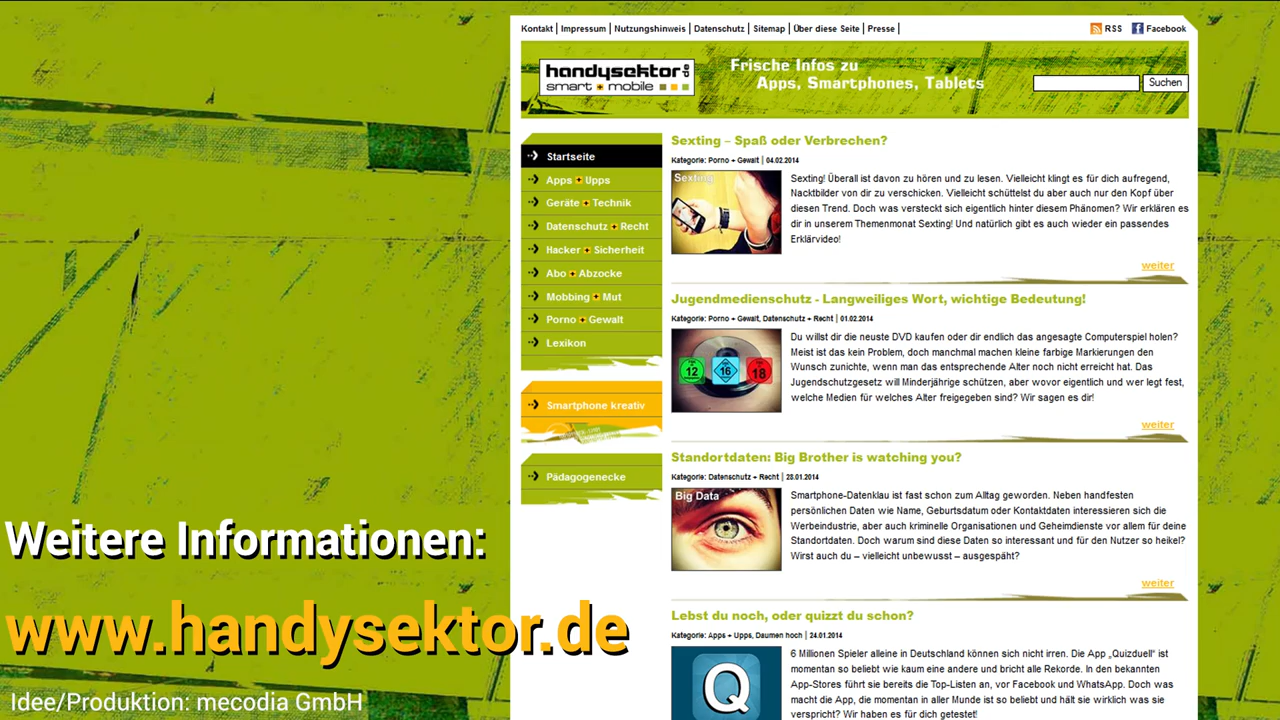 Kontakt | Impressum | Nutzungshinweis | Datenschutz | Sitemap | Über diese Seite | Presse |
RSS Facebook
handysektor.de
smart + mobile
Frische Infos zu
Apps, Smartphones, Tablets
Suchen
Startseite
Apps + Upps
Geräte + Technik
Datenschutz + Recht
Hacker + Sicherheit
Abo + Abzocke
Mobbing + Mut
Porno + Gewalt
Lexikon
Smartphone kreativ
Pädagogenecke
Sexting – Spaß oder Verbrechen?
Kategorie: Porno + Gewalt | 04.02.2014
Sexting
Sexting! Überall ist davon zu hören und zu lesen. Vielleicht klingt es für dich aufregend,
Nacktbilder von dir zu verschicken. Vielleicht schüttelst du aber auch nur den Kopf über
diesen Trend. Doch was versteckt sich eigentlich hinter diesem Phänomen? Wir erklären es
dir in unserem Themenmonat Sexting! Und natürlich gibt es auch wieder ein passendes
Erklärvideo!
weiter
Jugendmedienschutz - Langweiliges Wort, wichtige Bedeutung!
Kategorie: Porno + Gewalt, Datenschutz + Recht | 01.02.2014
12
16
18
Du willst dir die neuste DVD kaufen oder dir endlich das angesagte Computerspiel holen?
Meist ist das kein Problem, doch manchmal machen kleine farbige Markierungen den
Wunsch zunichte, wenn man das entsprechende Alter noch nicht erreicht hat. Das
Jugendschutzgesetz will Minderjährige schützen, aber wovor eigentlich und wer legt fest,
welche Medien für welches Alter freigegeben sind? Wir sagen es dir!
weiter
Standortdaten: Big Brother is watching you?
Kategorie: Datenschutz + Recht | 28.01.2014
Big Data
Smartphone-Datenklau ist fast schon zum Alltag geworden. Neben handfesten
persönlichen Daten wie Name, Geburtsdatum oder Kontaktdaten interessieren sich die
Werbeindustrie, aber auch kriminelle Organisationen und Geheimdienste vor allem für deine
Standortdaten. Doch warum sind diese Daten so interessant und für den Nutzer so heikel?
Wirst auch du – vielleicht unbewusst – ausgespäht?
weiter
Lebst du noch, oder quizzt du schon?
Kategorie: Apps + Upps, Daumen hoch | 24.01.2014
Q
6 Millionen Spieler alleine in Deutschland können sich nicht irren. Die App „Quizduell“ ist
momentan so beliebt wie kaum eine andere und bricht alle Rekorde. In den bekannten
App-Stores führt sie bereits die Top-Listen an, vor Facebook und WhatsApp. Doch was
macht die App, die momentan in aller Munde ist so beliebt und hält sie wirklich was sie
verspricht? Wir haben es für dich getestet!
Weitere Informationen:
www.handysektor.de
Idee/Produktion: mecodia GmbH